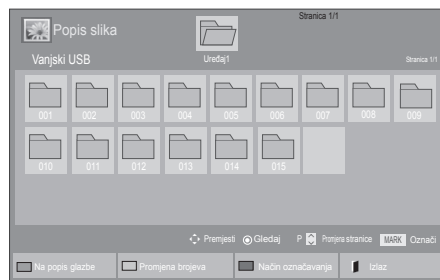 Stranica 1/1
Popis slika
Vanjski USB
Uređaj1
Stranica 1/1
001 002 003 004 005 006 007 008 009
010 011 012 013 014 015
Premjesti Gledaj P Promjena stranice MARK Označi
Na popis glazbe Promjena brojeva Način označavanja Izlaz